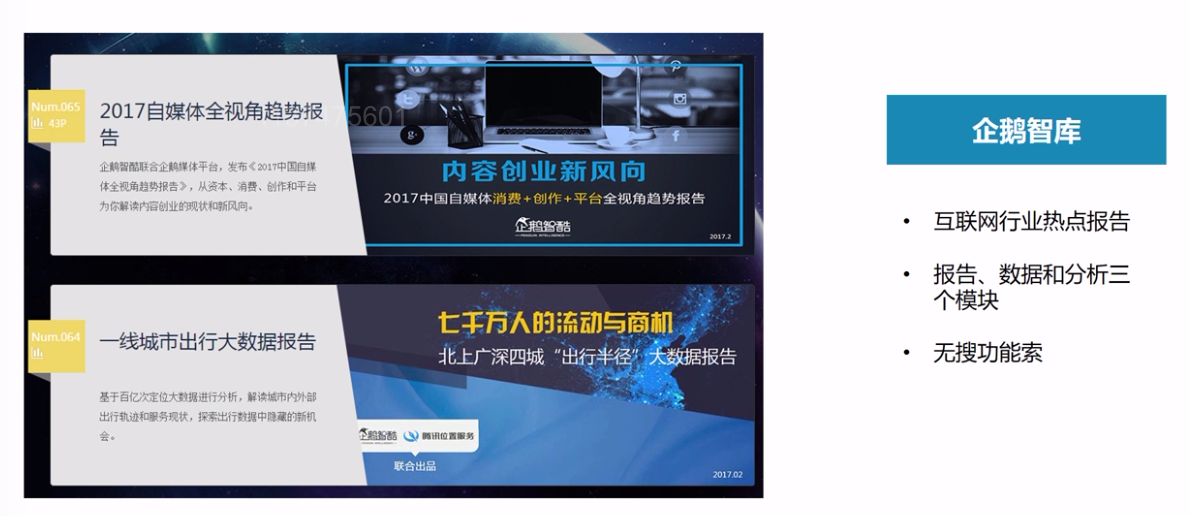 Num.065
43P
2017自媒体全视角趋势报
告
企鹅智酷联合企鹅媒体平台，发布《2017中国自媒
体全视角趋势报告》，从资本、消费、创作和平台
为你解读内容创业的现状和新风向。
内容创业新风向
2017中国自媒体消费+创作+平台全视角趋势报告
企鹅智酷
PENGUIN INTELLIGENCE
2017.2
Num.064
一线城市出行大数据报告
基于百亿次定位大数据进行分析，解读城市内外部
出行轨迹和服务现状，探索出行数据中隐藏的新机
会。
七千万人的流动与商机
北上广深四城“出行半径”大数据报告
企鹅智酷 腾讯位置服务
联合出品
2017.02
企鹅智库
• 互联网行业热点报告
• 报告、数据和分析三
个模块
• 无搜功能索